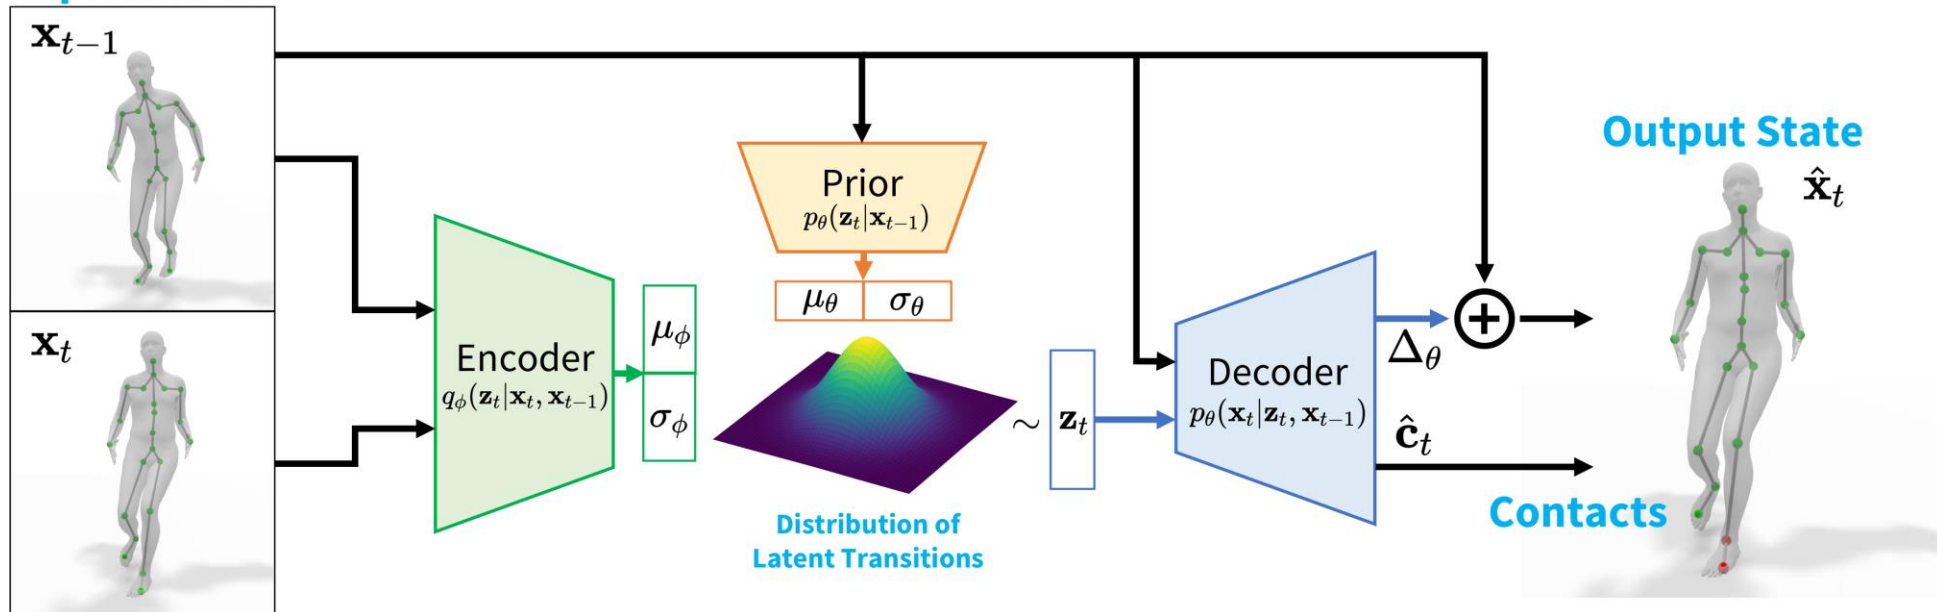 x_{t−1}
x_t
Encoder
q_ϕ(z_t|x_t, x_{t−1})
μ_ϕ
σ_ϕ
Prior
p_θ(z_t|x_{t−1})
μ_θ σ_θ
Distribution of
Latent Transitions
∼ z_t
Decoder
p_θ(x_t|z_t, x_{t−1})
Δ_θ
+
ĉ_t
Contacts
Output State
x̂_t